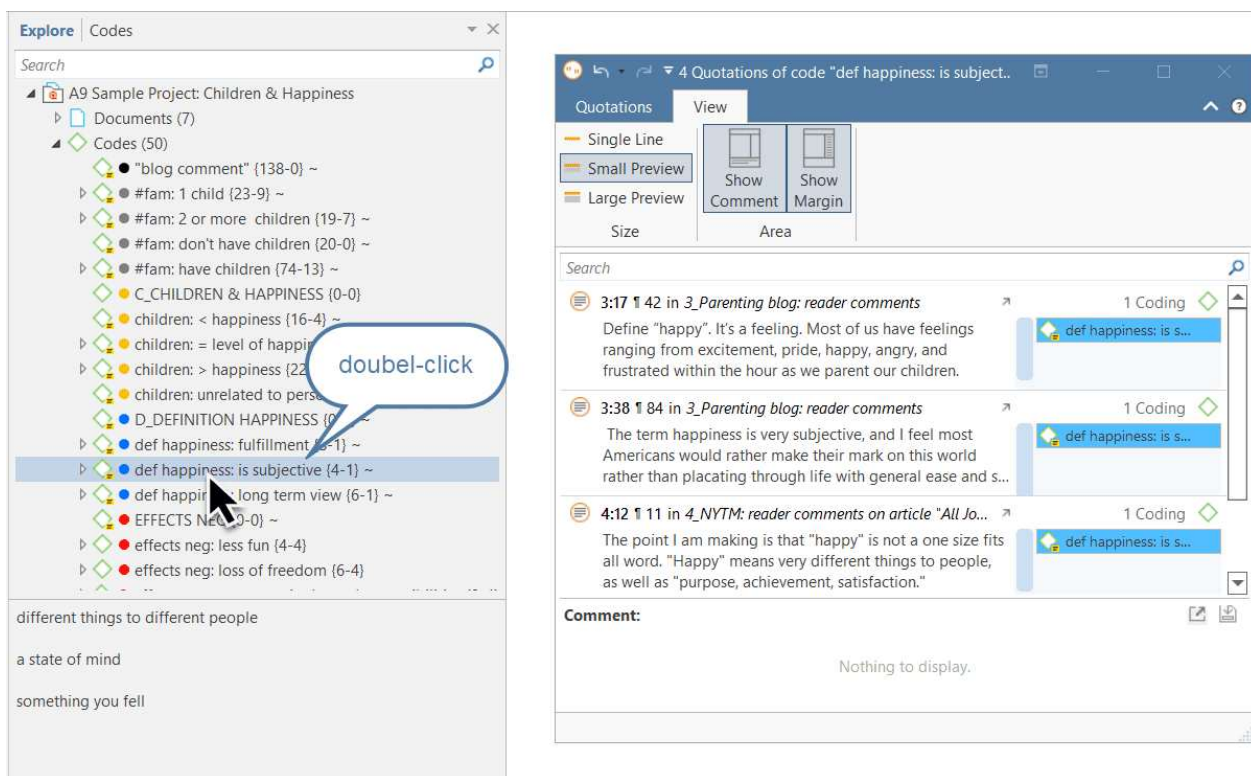 Explore Codes
Search
A9 Sample Project: Children & Happiness
Documents (7)
Codes (50)
"blog comment" {138-0} ~
#fam: 1 child {23-9} ~
#fam: 2 or more children {19-7} ~
#fam: don't have children {20-0} ~
#fam: have children {74-13} ~
C_CHILDREN & HAPPINESS {0-0}
children: < happiness {16-4} ~
children: = level of happin
children: > happiness {22
children: unrelated to pers
D_DEFINITION HAPPINESS {0 ~
def happiness: fulfillment -1} ~
def happiness: is subjective {4-1} ~
def happin long term view {6-1} ~
EFFECTS NE 0-0} ~
effects neg: less fun {4-4}
effects neg: loss of freedom {6-4}
doubel-click
different things to different people
a state of mind
something you fell
4 Quotations of code "def happiness: is subject..
Quotations View
Single Line
Small Preview
Large Preview
Size
Show Comment
Show Margin
Area
Search
3:17 ¶ 42 in 3_Parenting blog: reader comments
1 Coding
Define "happy". It's a feeling. Most of us have feelings
ranging from excitement, pride, happy, angry, and
frustrated within the hour as we parent our children.
def happiness: is s...
3:38 ¶ 84 in 3_Parenting blog: reader comments
1 Coding
The term happiness is very subjective, and I feel most
Americans would rather make their mark on this world
rather than placating through life with general ease and s...
def happiness: is s...
4:12 ¶ 11 in 4_NYTM: reader comments on article "All Jo...
1 Coding
The point I am making is that "happy" is not a one size fits
all word. "Happy" means very different things to people,
as well as "purpose, achievement, satisfaction."
def happiness: is s...
Comment:
Nothing to display.